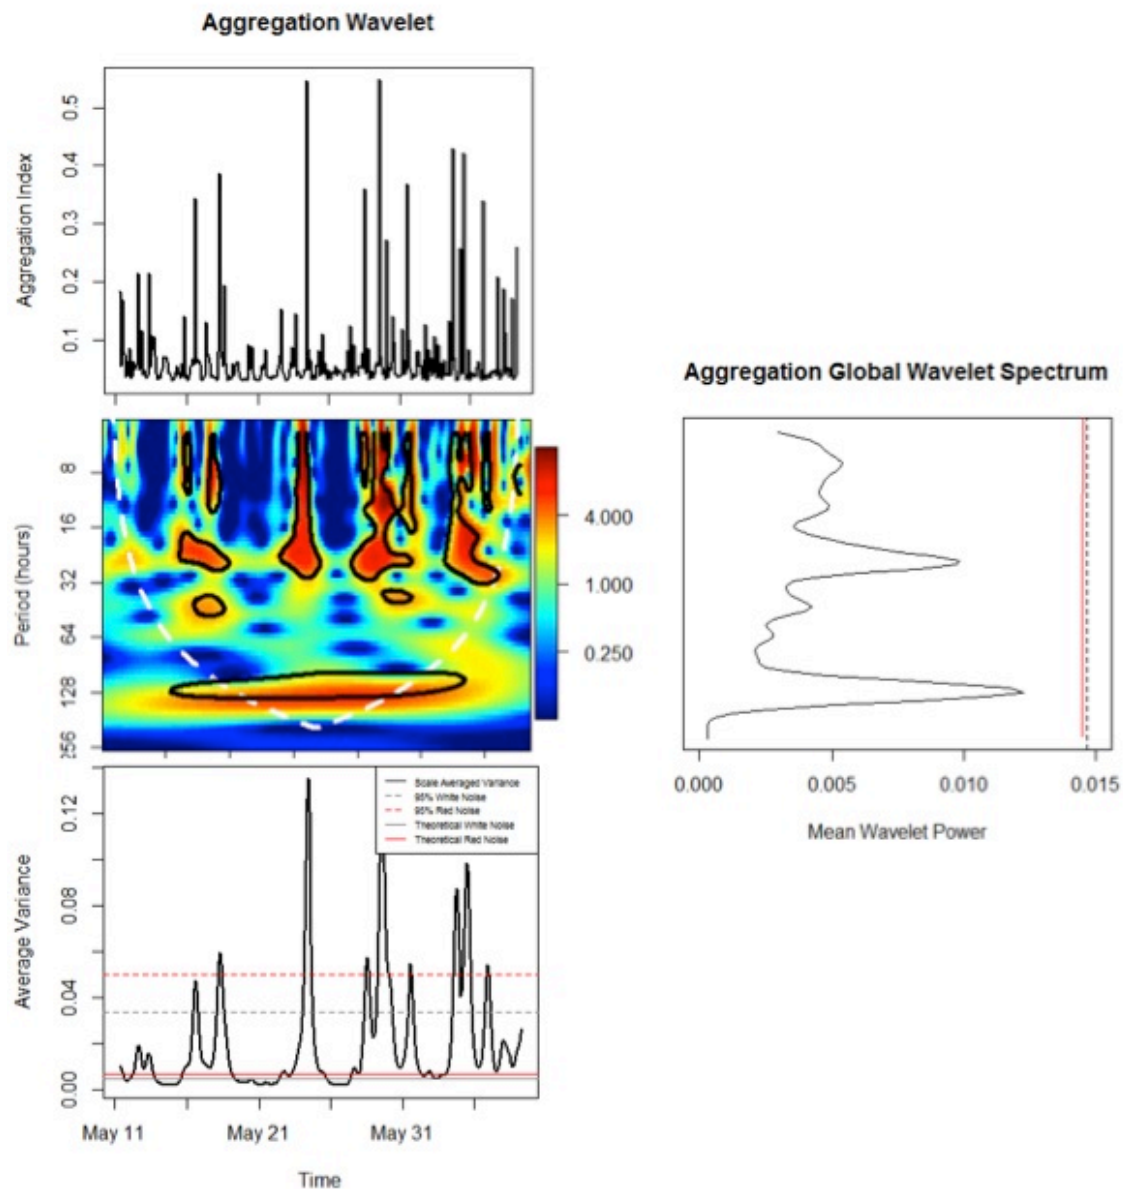 Aggregation Wavelet
Aggregation Index
0.5
0.4
0.3
0.2
0.1
Period (hours)
8
16
32
64
128
256
4.000
1.000
0.250
Average Variance
0.12
0.08
0.04
0.00
Scale Averaged Variance
95% White Noise
95% Red Noise
Theoretical White Noise
Theoretical Red Noise
May 11
May 21
May 31
Time
Aggregation Global Wavelet Spectrum
0.000
0.005
0.010
0.015
Mean Wavelet Power